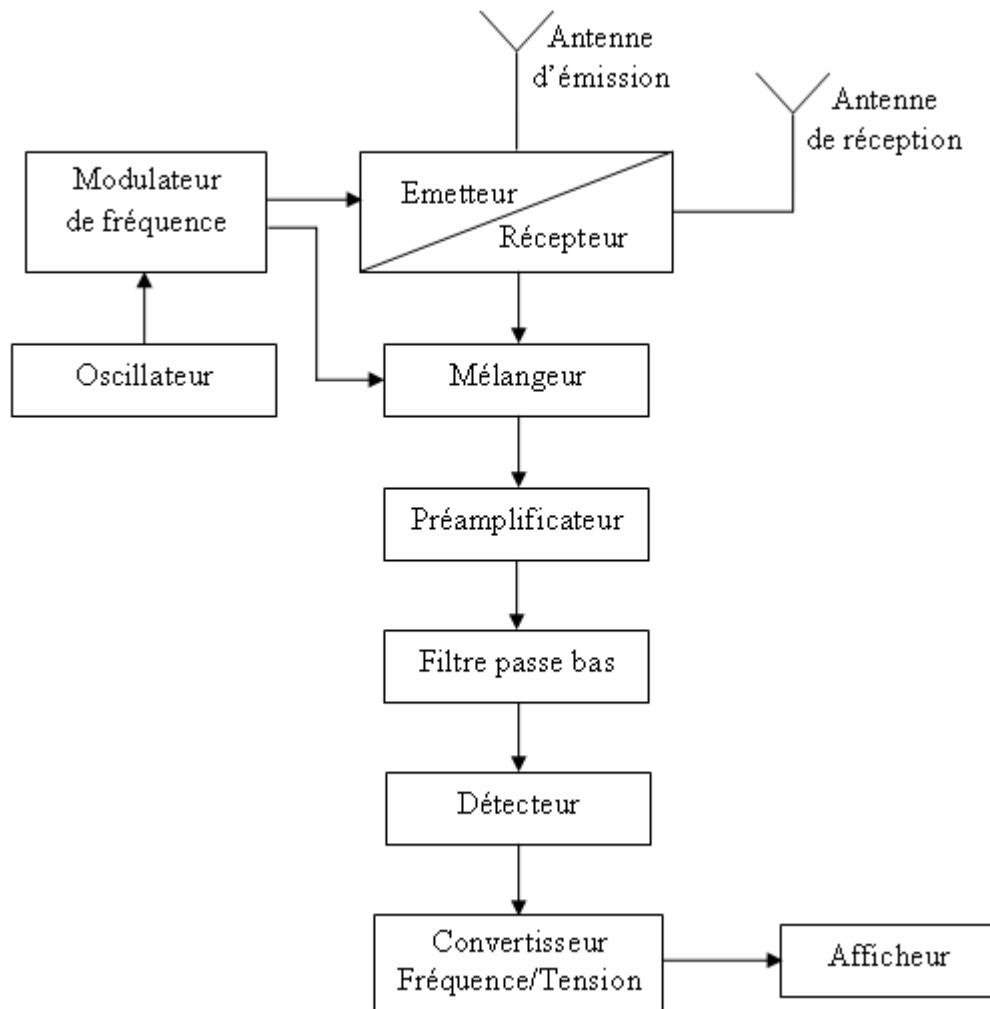 Antenne
d'émission
Antenne
de réception
Modulateur
de fréquence
Emetteur
Récepteur
Oscillateur
Mélangeur
Préamplificateur
Filtre passe bas
Détecteur
Convertisseur
Fréquence/Tension
Afficheur